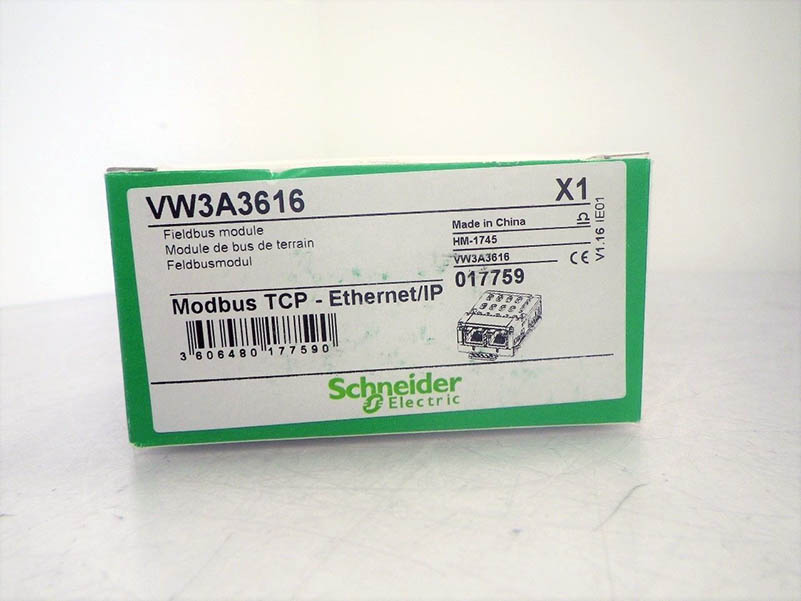 VW3A3616
X1
Fieldbus module
Module de bus de terrain
Feldbusmodul
Made in China
HM-1745
VW3A3616
CE
017759
V1.16 IE01
Modbus TCP - Ethernet/IP
3 606480 177590
Schneider
Electric